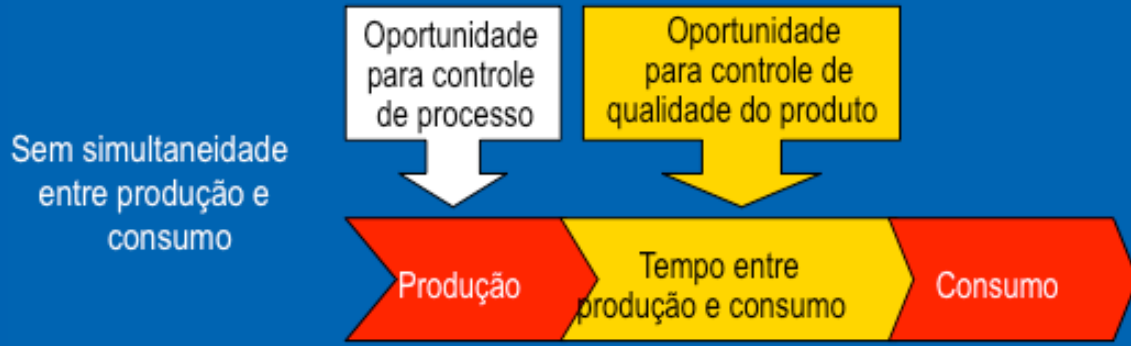 Oportunidade
para controle
de processo
Oportunidade
para controle de
qualidade do produto
Sem simultaneidade
entre produção e
consumo
Produção
Tempo entre
produção e consumo
Consumo